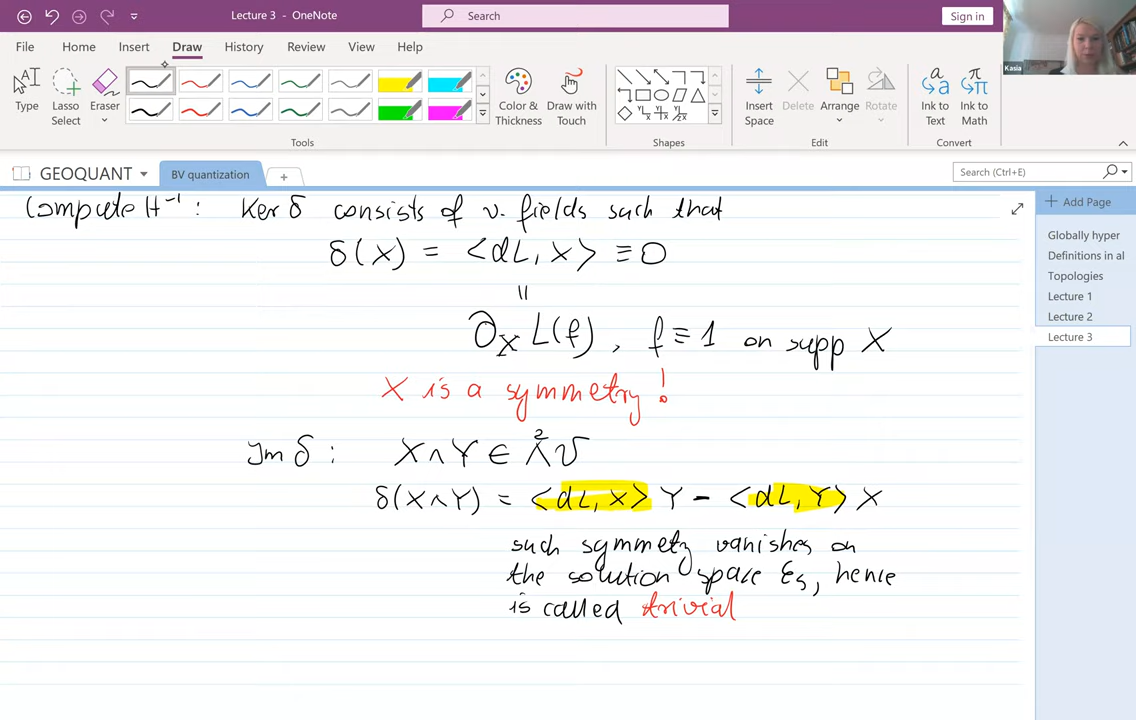 Lecture 3 - OneNote
Search
Sign in
File Home Insert Draw History Review View Help
Kasia
Type
Lasso Select
Eraser
Color & Thickness
Draw with Touch
Insert Space
Delete
Arrange
Rotate
Ink to Text
Ink to Math
Tools
Shapes
Edit
Convert
GEOQUANT
BV quantization
Search (Ctrl+E)
Add Page
Globally hyper
Definitions in al
Topologies
Lecture 1
Lecture 2
Lecture 3
Compute H⁻¹ : Ker δ consists of v. fields such that
δ(X) = <dL, X> ≡ 0
=
∂_X L(f), f ≡ 1 on supp X
X is a symmetry!
Im δ : X ∧ Y ∈ Λ² V
δ(X ∧ Y) = <dL, X> Y - <dL, Y> X
such symmetry vanishes on
the solution space E_S, hence
is called trivial